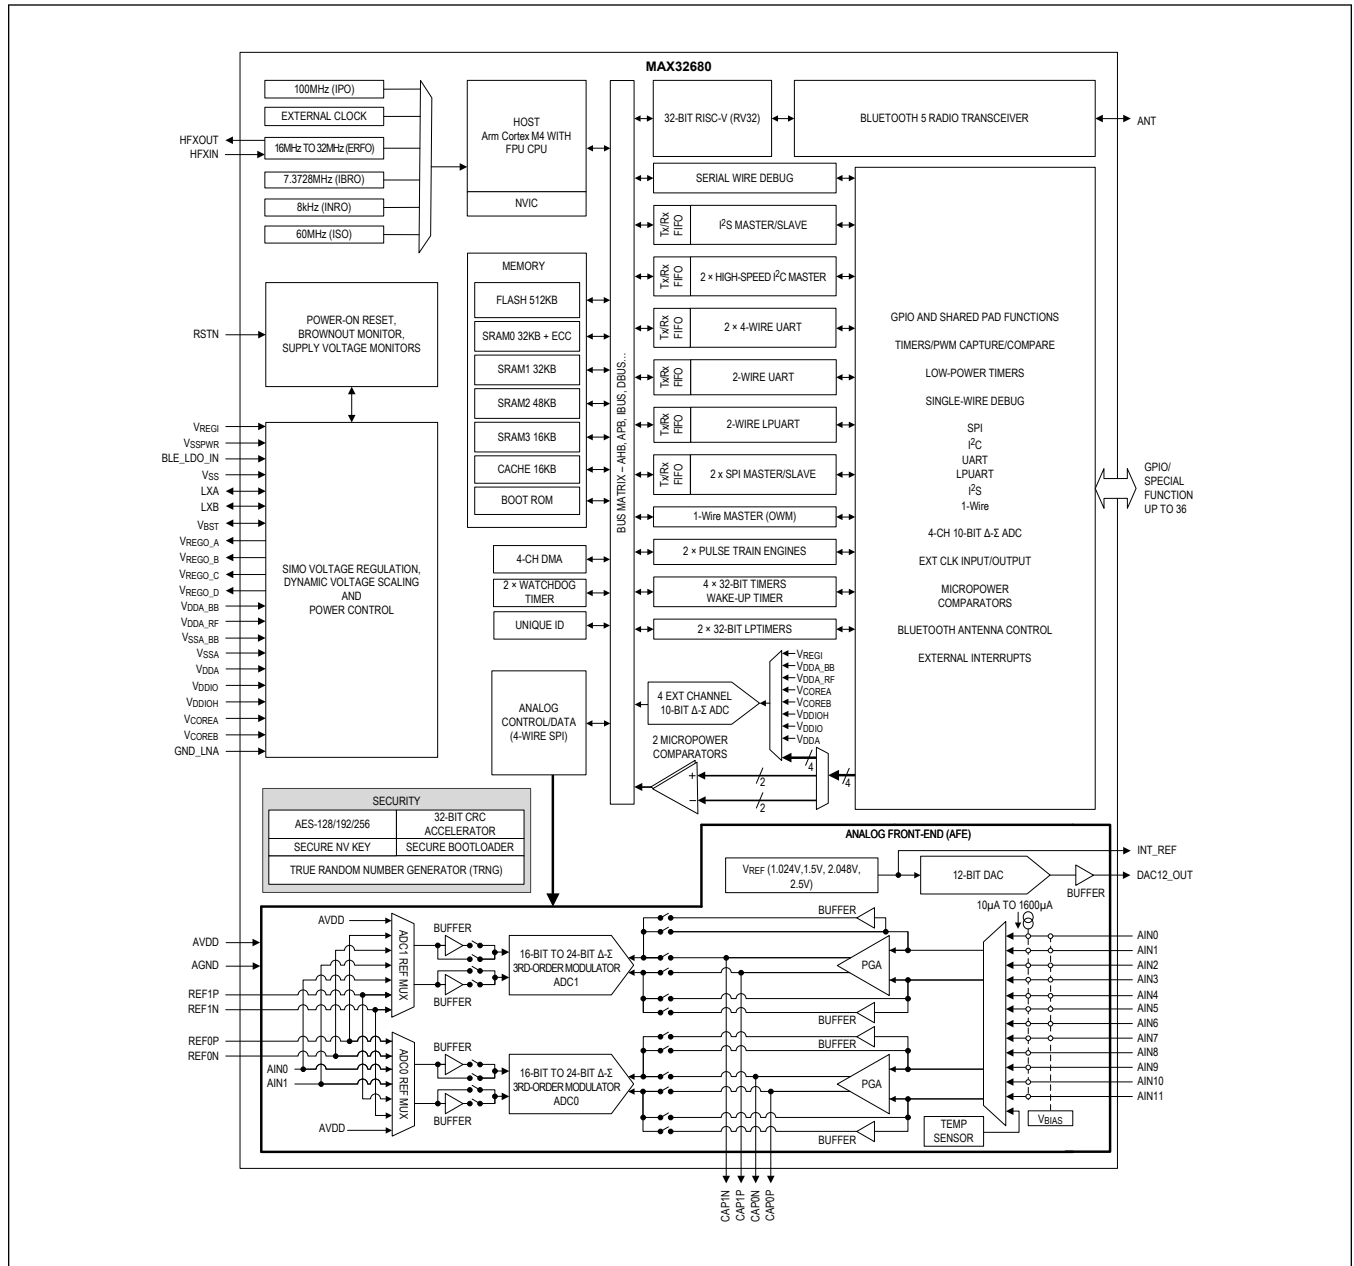 MAX32680
100MHz (IPO)
EXTERNAL CLOCK
HFXOUT
HFXIN
16MHz TO 32MHz (ERFO)
7.3728MHz (IBRO)
8kHz (INRO)
60MHz (ISO)
HOST
Arm Cortex M4 WITH
FPU CPU
NVIC
32-BIT RISC-V (RV32)
BLUETOOTH 5 RADIO TRANSCEIVER
ANT
RSTN
POWER-ON RESET,
BROWNOUT MONITOR,
SUPPLY VOLTAGE MONITORS
MEMORY
FLASH 512KB
SRAM0 32KB + ECC
SRAM1 32KB
SRAM2 48KB
SRAM3 16KB
CACHE 16KB
BOOT ROM
BUS MATRIX – AHB, APB, IBUS, DBUS...
SERIAL WIRE DEBUG
Tx/Rx
FIFO
I2S MASTER/SLAVE
Tx/Rx
FIFO
2 × HIGH-SPEED I2C MASTER
Tx/Rx
FIFO
2 × 4-WIRE UART
Tx/Rx
FIFO
2-WIRE UART
Tx/Rx
FIFO
2-WIRE LPUART
Tx/Rx
FIFO
2 x SPI MASTER/SLAVE
1-Wire MASTER (OWM)
2 × PULSE TRAIN ENGINES
4 × 32-BIT TIMERS
WAKE-UP TIMER
2 × 32-BIT LPTIMERS
GPIO AND SHARED PAD FUNCTIONS
TIMERS/PWM CAPTURE/COMPARE
LOW-POWER TIMERS
SINGLE-WIRE DEBUG
SPI
I2C
UART
LPUART
I2S
1-Wire
4-CH 10-BIT Δ-Σ ADC
EXT CLK INPUT/OUTPUT
MICROPOWER
COMPARATORS
BLUETOOTH ANTENNA CONTROL
EXTERNAL INTERRUPTS
GPIO/
SPECIAL
FUNCTION
UP TO 36
VREGI
VSSPWR
BLE_LDO_IN
VSS
LXA
LXB
VBST
VREGO_A
VREGO_B
VREGO_C
VREGO_D
VDDA_BB
VDDA_RF
VSSA_BB
VSSA
VDDA
VDDIO
VDDIOH
VCOREA
VCOREB
GND_LNA
SIMO VOLTAGE REGULATION,
DYNAMIC VOLTAGE SCALING
AND
POWER CONTROL
4-CH DMA
2 × WATCHDOG
TIMER
UNIQUE ID
ANALOG
CONTROL/DATA
(4-WIRE SPI)
4 EXT CHANNEL
10-BIT Δ-Σ ADC
VREGI
VDDA_BB
VDDA_RF
VCOREA
VCOREB
VDDIOH
VDDIO
VDDA
2 MICROPOWER
COMPARATORS
+
–
2
2
4
4
SECURITY
AES-128/192/256
32-BIT CRC
ACCELERATOR
SECURE NV KEY
SECURE BOOTLOADER
TRUE RANDOM NUMBER GENERATOR (TRNG)
ANALOG FRONT-END (AFE)
VREF (1.024V,1.5V, 2.048V,
2.5V)
12-BIT DAC
BUFFER
INT_REF
DAC12_OUT
10µA TO 1600µA
AVDD
AGND
REF1P
REF1N
REF0P
REF0N
AIN0
AIN1
AVDD
ADC1 REF MUX
BUFFER
BUFFER
16-BIT TO 24-BIT Δ-Σ
3RD-ORDER MODULATOR
ADC1
BUFFER
PGA
BUFFER
ADC0 REF MUX
AVDD
BUFFER
BUFFER
16-BIT TO 24-BIT Δ-Σ
3RD-ORDER MODULATOR
ADC0
BUFFER
PGA
BUFFER
TEMP
SENSOR
VBIAS
AIN0
AIN1
AIN2
AIN3
AIN4
AIN5
AIN6
AIN7
AIN8
AIN9
AIN10
AIN11
CAP1N
CAP1P
CAP0N
CAP0P